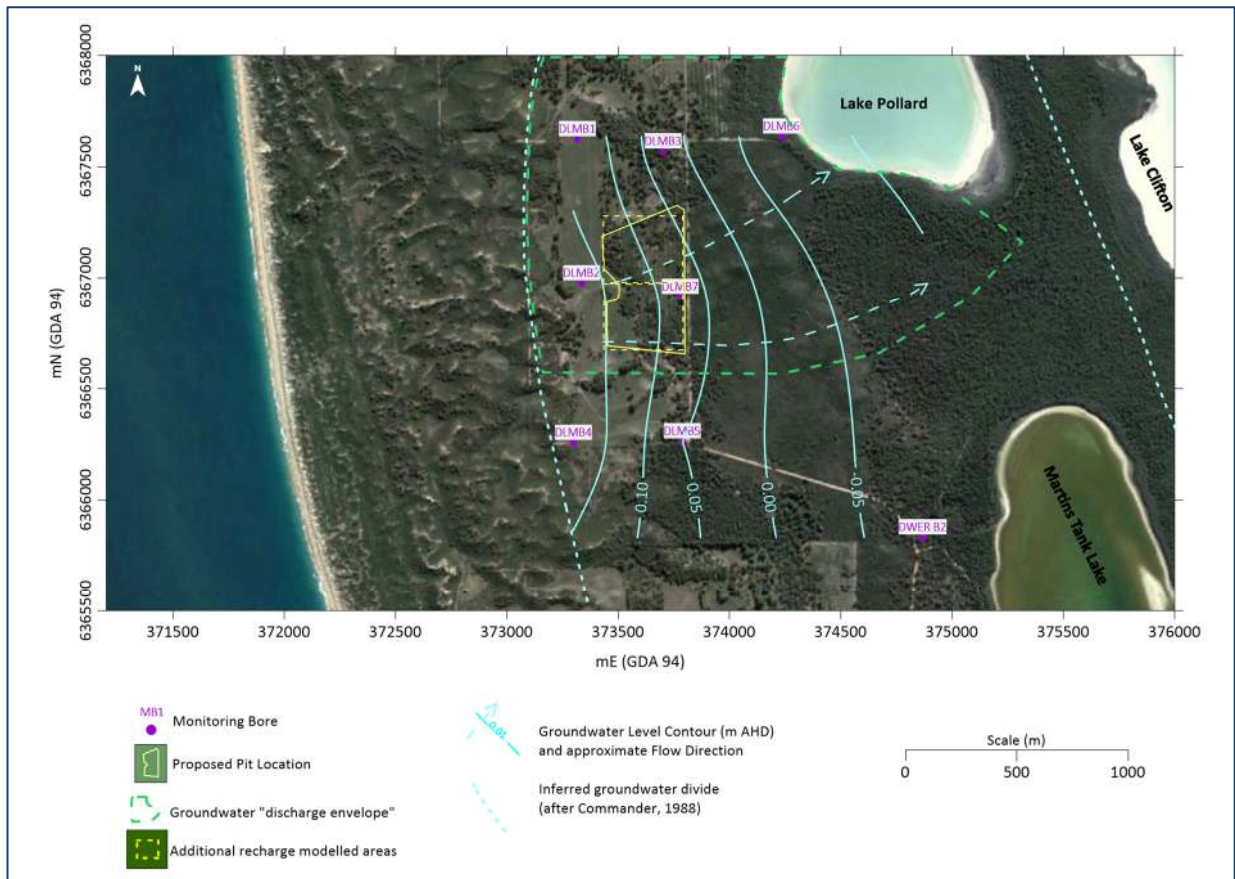 6368000
6367500
6367000
6366500
6366000
6365500
mN (GDA 94)
N
Lake Pollard
Lake Clifton
DLMB1
DLMB3
DLMB6
DLMB2
DLMB7
DLMB4
DLMB5
0.10
0.05
0.00
-0.05
DWER B2
Martins Tank Lake
371500
372000
372500
373000
373500
374000
374500
375000
375500
376000
mE (GDA 94)
MB1
Monitoring Bore
Proposed Pit Location
Groundwater "discharge envelope"
Additional recharge modelled areas
0.01
Groundwater Level Contour (m AHD)
and approximate Flow Direction
Inferred groundwater divide
(after Commander, 1988)
Scale (m)
0
500
1000